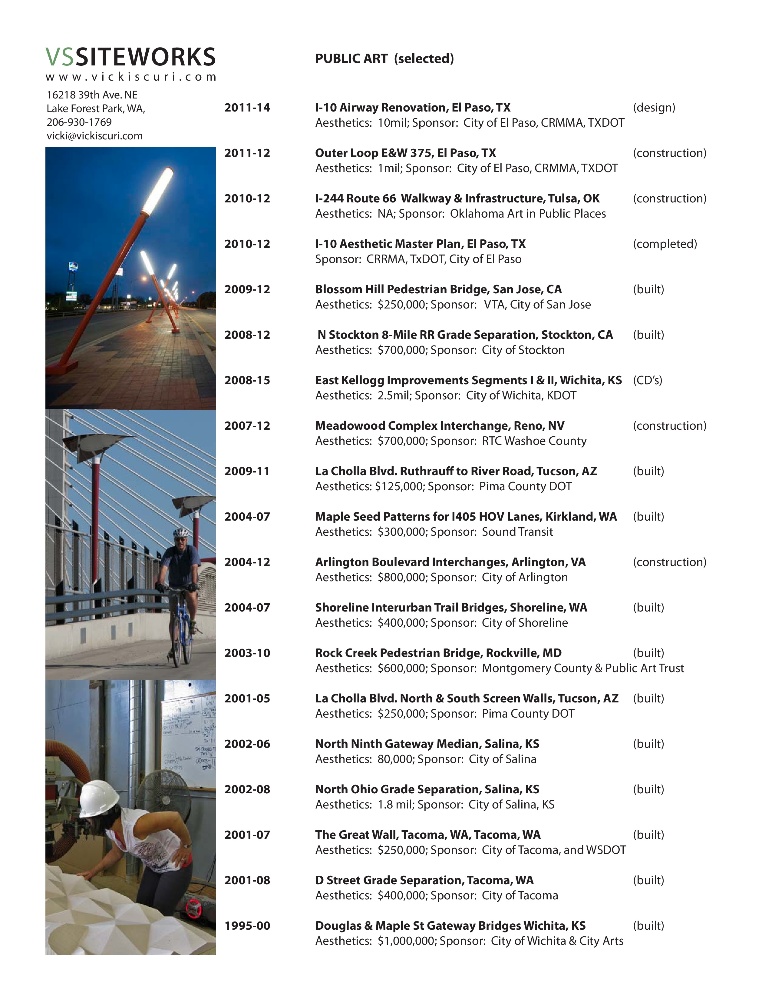 VSSITEWORKS
www.vickiscuri.com
16218 39th Ave. NE
Lake Forest Park, WA,
206-930-1769
vicki@vickiscuri.com
PUBLIC ART (selected)
2011-14 I-10 Airway Renovation, El Paso, TX (design)
Aesthetics: 10mil; Sponsor: City of El Paso, CRMMA, TXDOT
2011-12 Outer Loop E&W 375, El Paso, TX (construction)
Aesthetics: 1mil; Sponsor: City of El Paso, CRMMA, TXDOT
2010-12 I-244 Route 66 Walkway & Infrastructure, Tulsa, OK (construction)
Aesthetics: NA; Sponsor: Oklahoma Art in Public Places
2010-12 I-10 Aesthetic Master Plan, El Paso, TX (completed)
Sponsor: CRRMA, TxDOT, City of El Paso
2009-12 Blossom Hill Pedestrian Bridge, San Jose, CA (built)
Aesthetics: $250,000; Sponsor: VTA, City of San Jose
2008-12 N Stockton 8-Mile RR Grade Separation, Stockton, CA (built)
Aesthetics: $700,000; Sponsor: City of Stockton
2008-15 East Kellogg Improvements Segments I & II, Wichita, KS (CD's)
Aesthetics: 2.5mil; Sponsor: City of Wichita, KDOT
2007-12 Meadowood Complex Interchange, Reno, NV (construction)
Aesthetics: $700,000; Sponsor: RTC Washoe County
2009-11 La Cholla Blvd. Ruthrauff to River Road, Tucson, AZ (built)
Aesthetics: $125,000; Sponsor: Pima County DOT
2004-07 Maple Seed Patterns for I405 HOV Lanes, Kirkland, WA (built)
Aesthetics: $300,000; Sponsor: Sound Transit
2004-12 Arlington Boulevard Interchanges, Arlington, VA (construction)
Aesthetics: $800,000; Sponsor: City of Arlington
2004-07 Shoreline Interurban Trail Bridges, Shoreline, WA (built)
Aesthetics: $400,000; Sponsor: City of Shoreline
2003-10 Rock Creek Pedestrian Bridge, Rockville, MD (built)
Aesthetics: $600,000; Sponsor: Montgomery County & Public Art Trust
2001-05 La Cholla Blvd. North & South Screen Walls, Tucson, AZ (built)
Aesthetics: $250,000; Sponsor: Pima County DOT
2002-06 North Ninth Gateway Median, Salina, KS (built)
Aesthetics: 80,000; Sponsor: City of Salina
2002-08 North Ohio Grade Separation, Salina, KS (built)
Aesthetics: 1.8 mil; Sponsor: City of Salina, KS
2001-07 The Great Wall, Tacoma, WA, Tacoma, WA (built)
Aesthetics: $250,000; Sponsor: City of Tacoma, and WSDOT
2001-08 D Street Grade Separation, Tacoma, WA (built)
Aesthetics: $400,000; Sponsor: City of Tacoma
1995-00 Douglas & Maple St Gateway Bridges Wichita, KS (built)
Aesthetics: $1,000,000; Sponsor: City of Wichita & City Arts